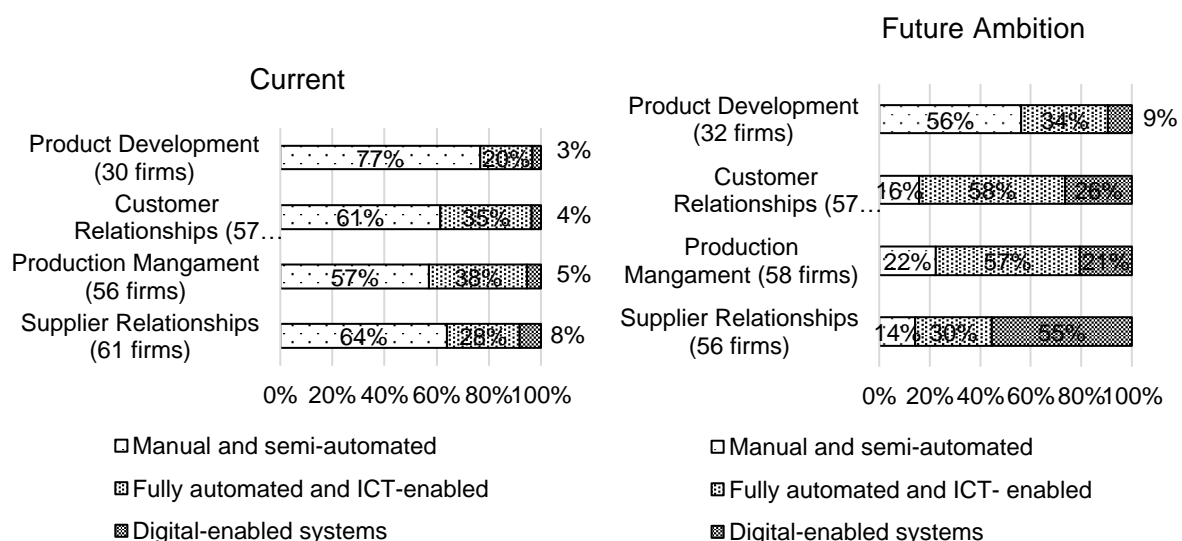 Current
Product Development
(30 firms)
77%
20%
3%
Customer
Relationships (57…
61%
35%
4%
Production Mangament
(56 firms)
57%
38%
5%
Supplier Relationships
(61 firms)
64%
28%
8%
0% 20% 40% 60% 80% 100%
Manual and semi-automated
Fully automated and ICT-enabled
Digital-enabled systems
Future Ambition
Product Development
(32 firms)
56%
34%
9%
Customer
Relationships (57…
16%
58%
26%
Production
Mangament (58 firms)
22%
57%
21%
Supplier Relationships
(56 firms)
14%
30%
55%
0% 20% 40% 60% 80% 100%
Manual and semi-automated
Fully automated and ICT- enabled
Digital-enabled systems